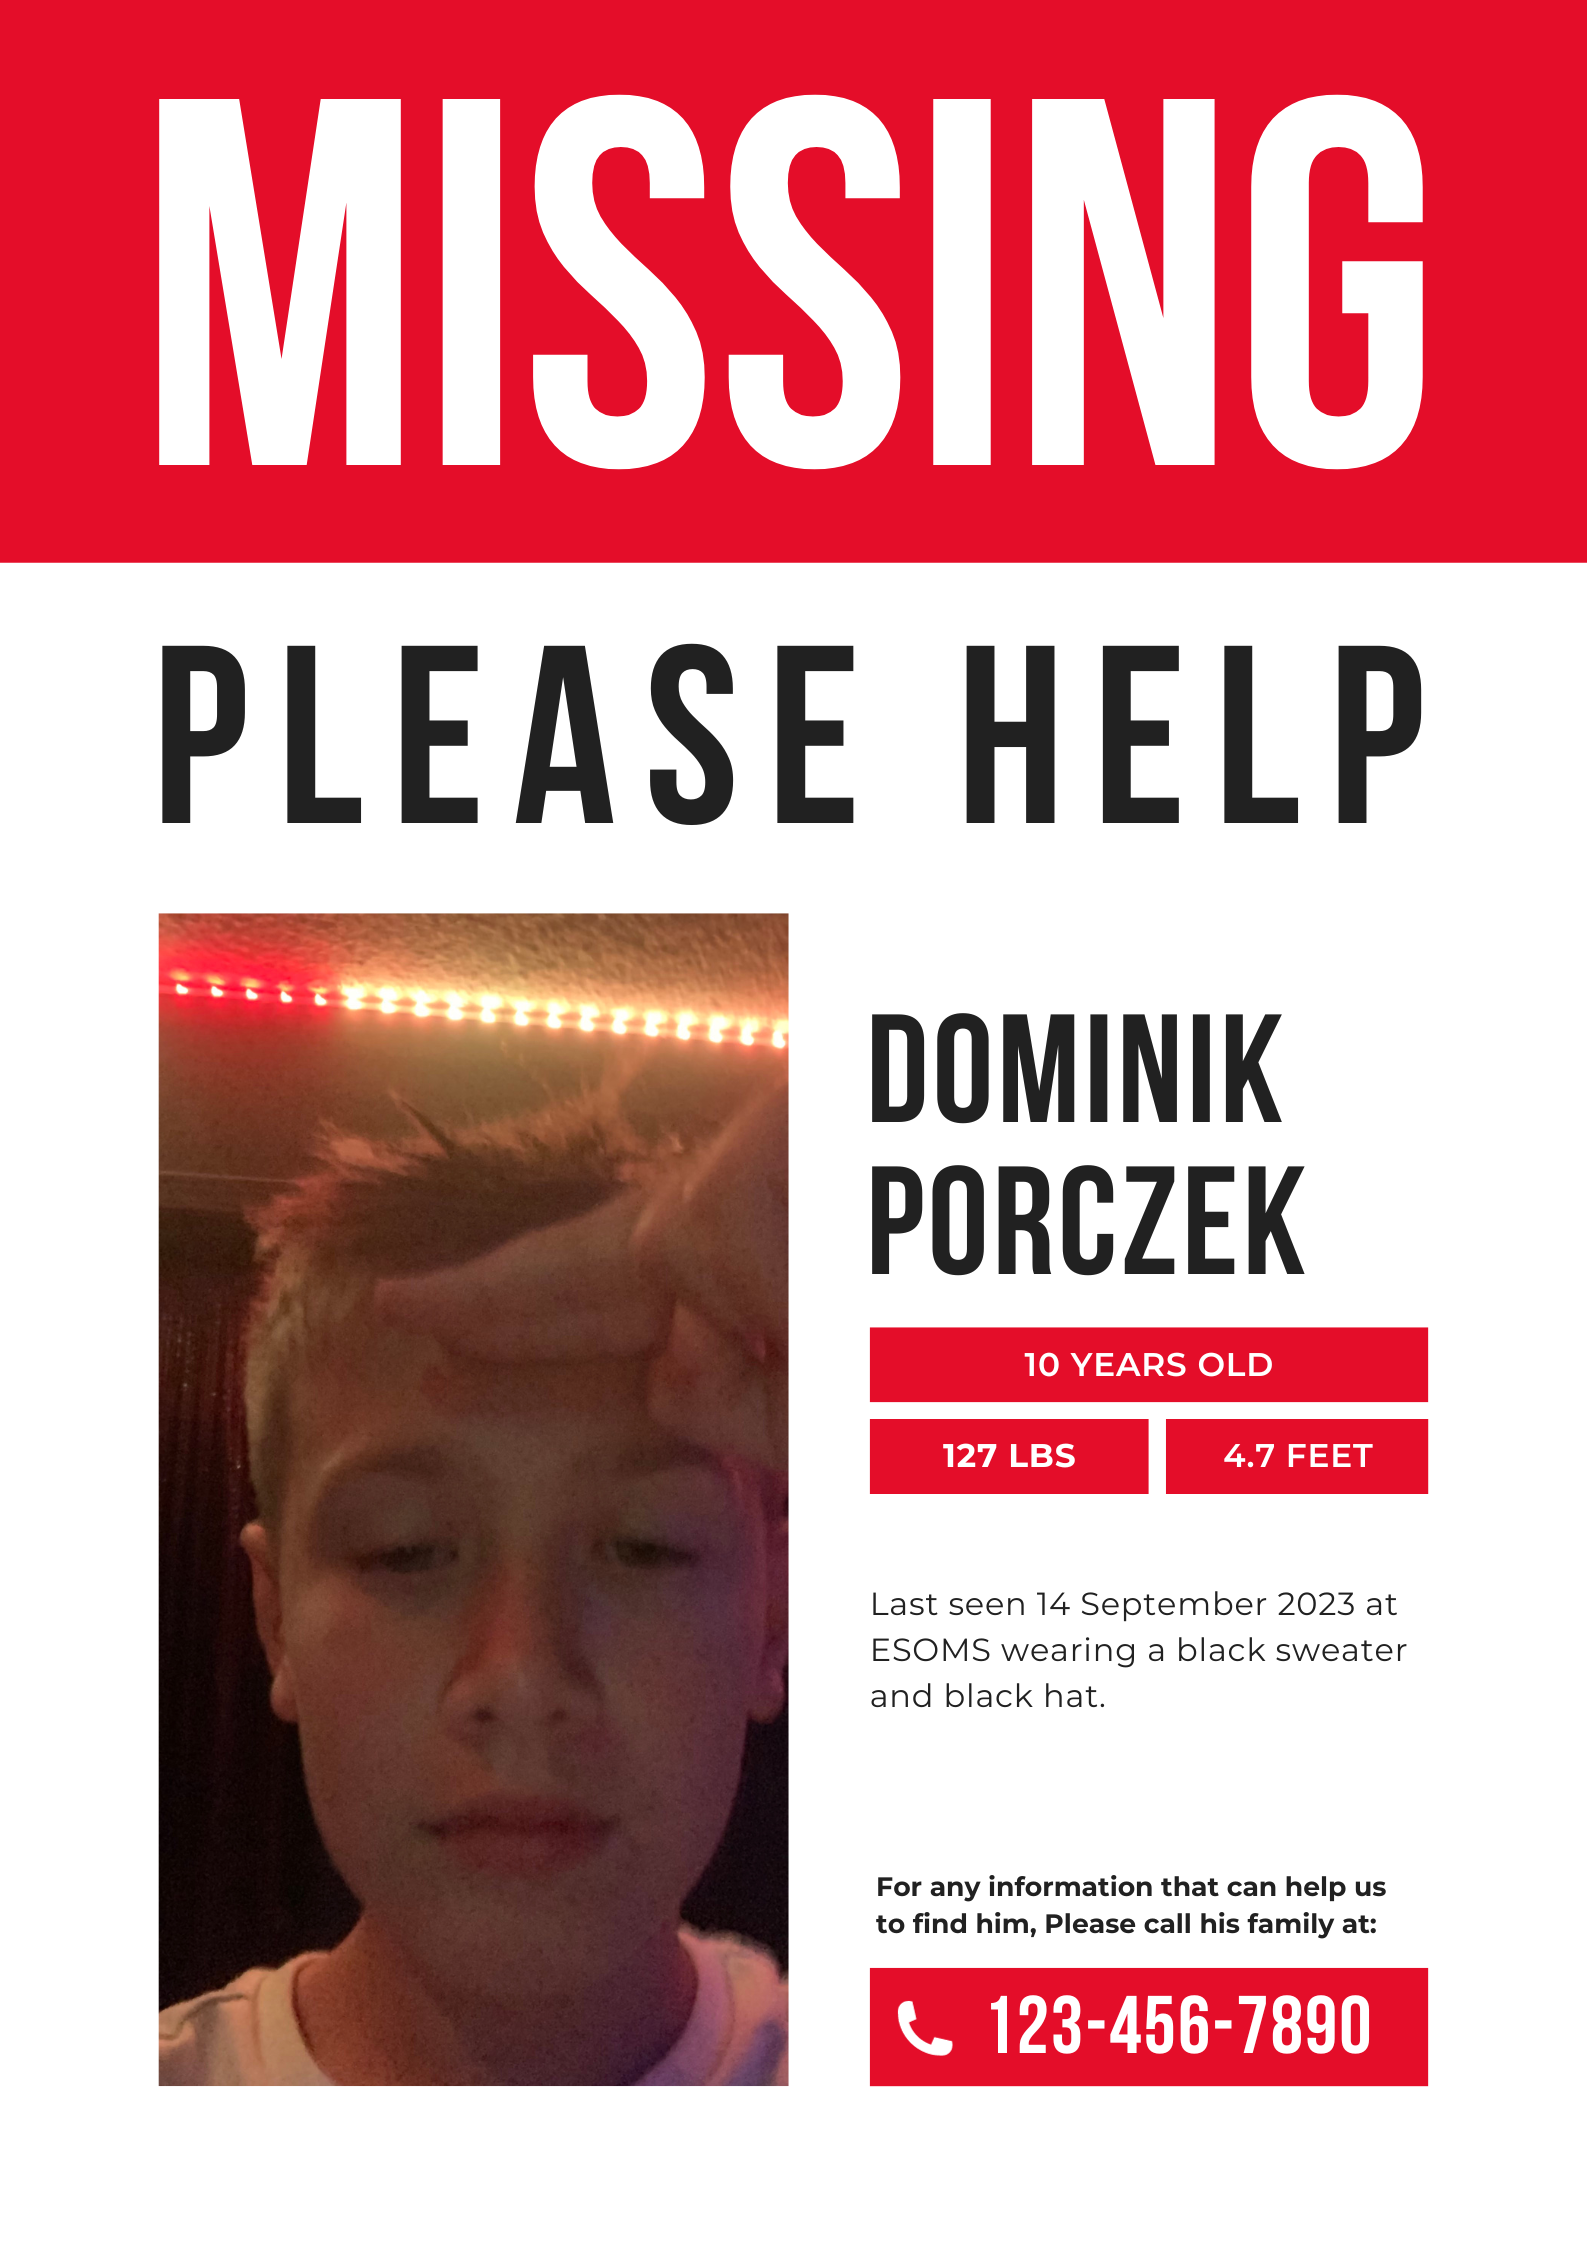 MISSING
PLEASE HELP
DOMINIK
PORCZEK
10 YEARS OLD
127 LBS
4.7 FEET
Last seen 14 September 2023 at
ESOMS wearing a black sweater
and black hat.
For any information that can help us
to find him, Please call his family at:
123-456-7890